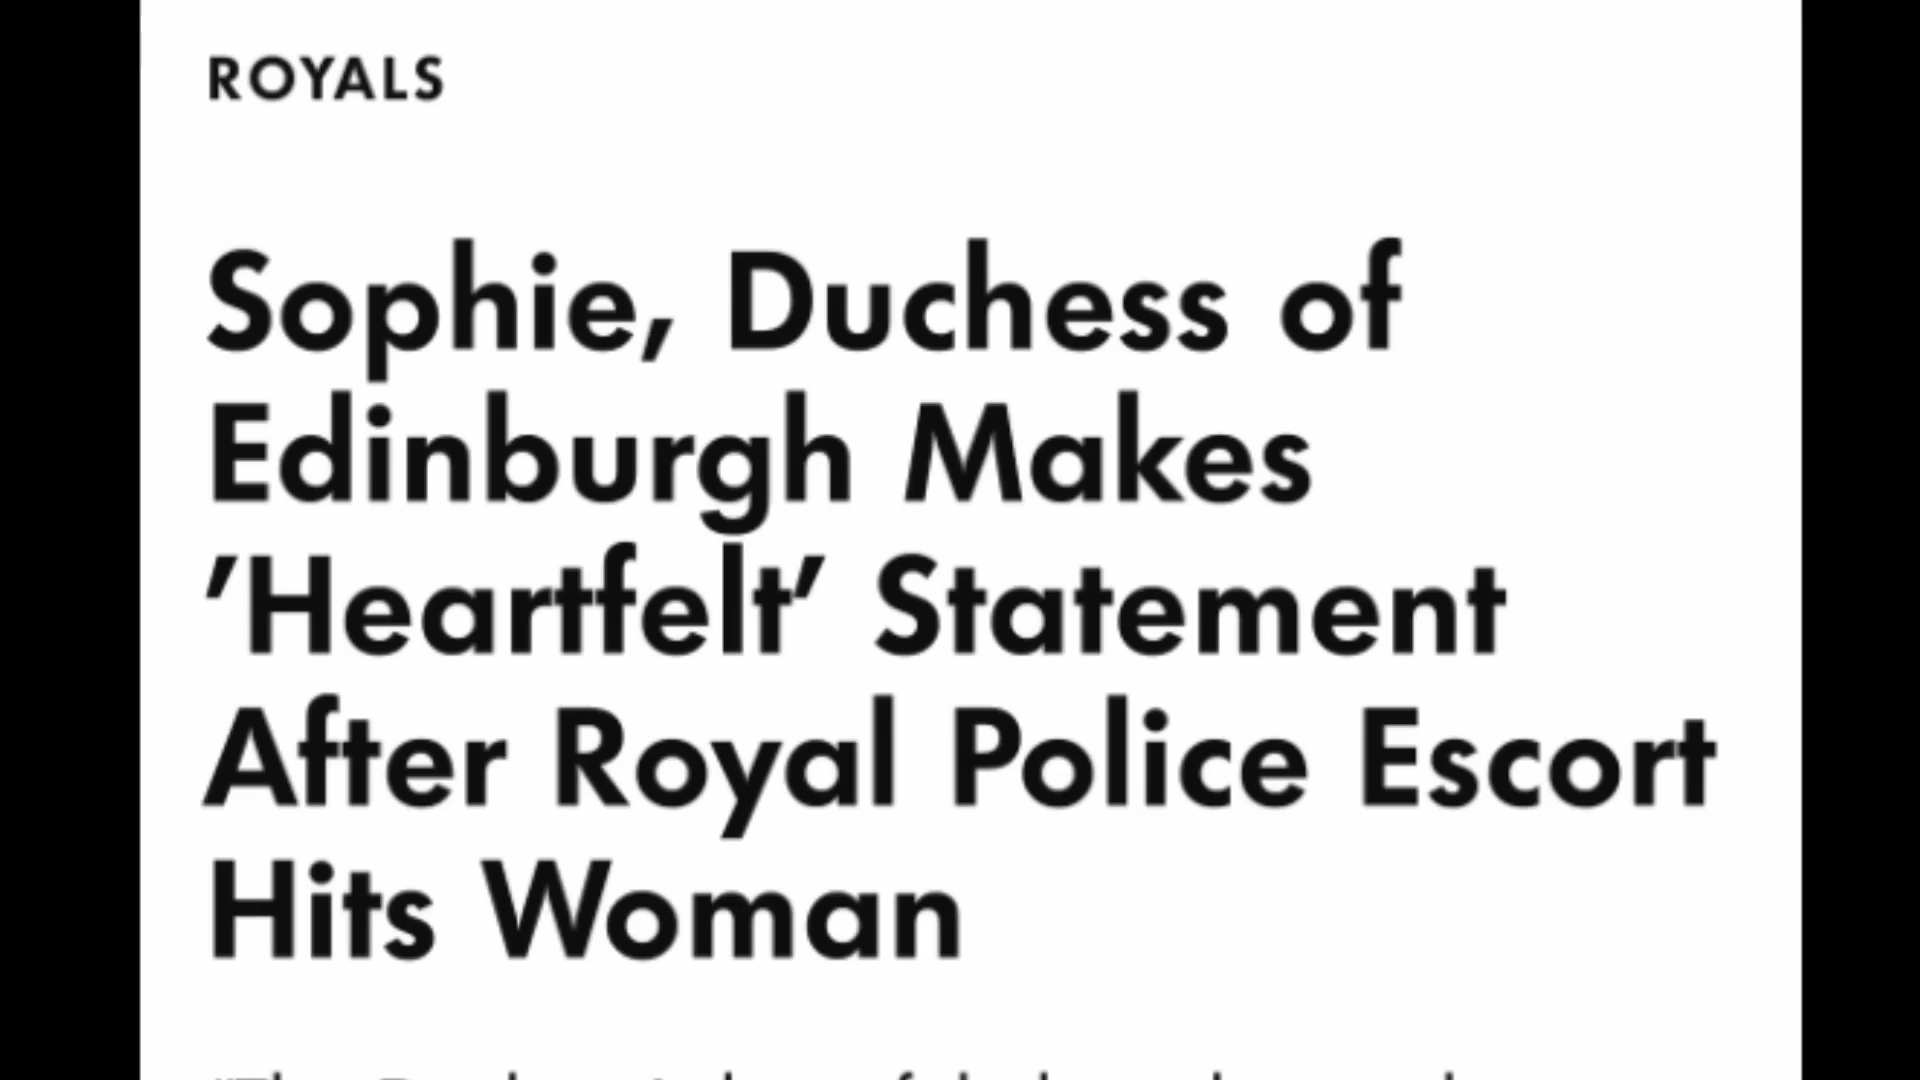 ROYALS
Sophie, Duchess of
Edinburgh Makes
'Heartfelt' Statement
After Royal Police Escort
Hits Woman